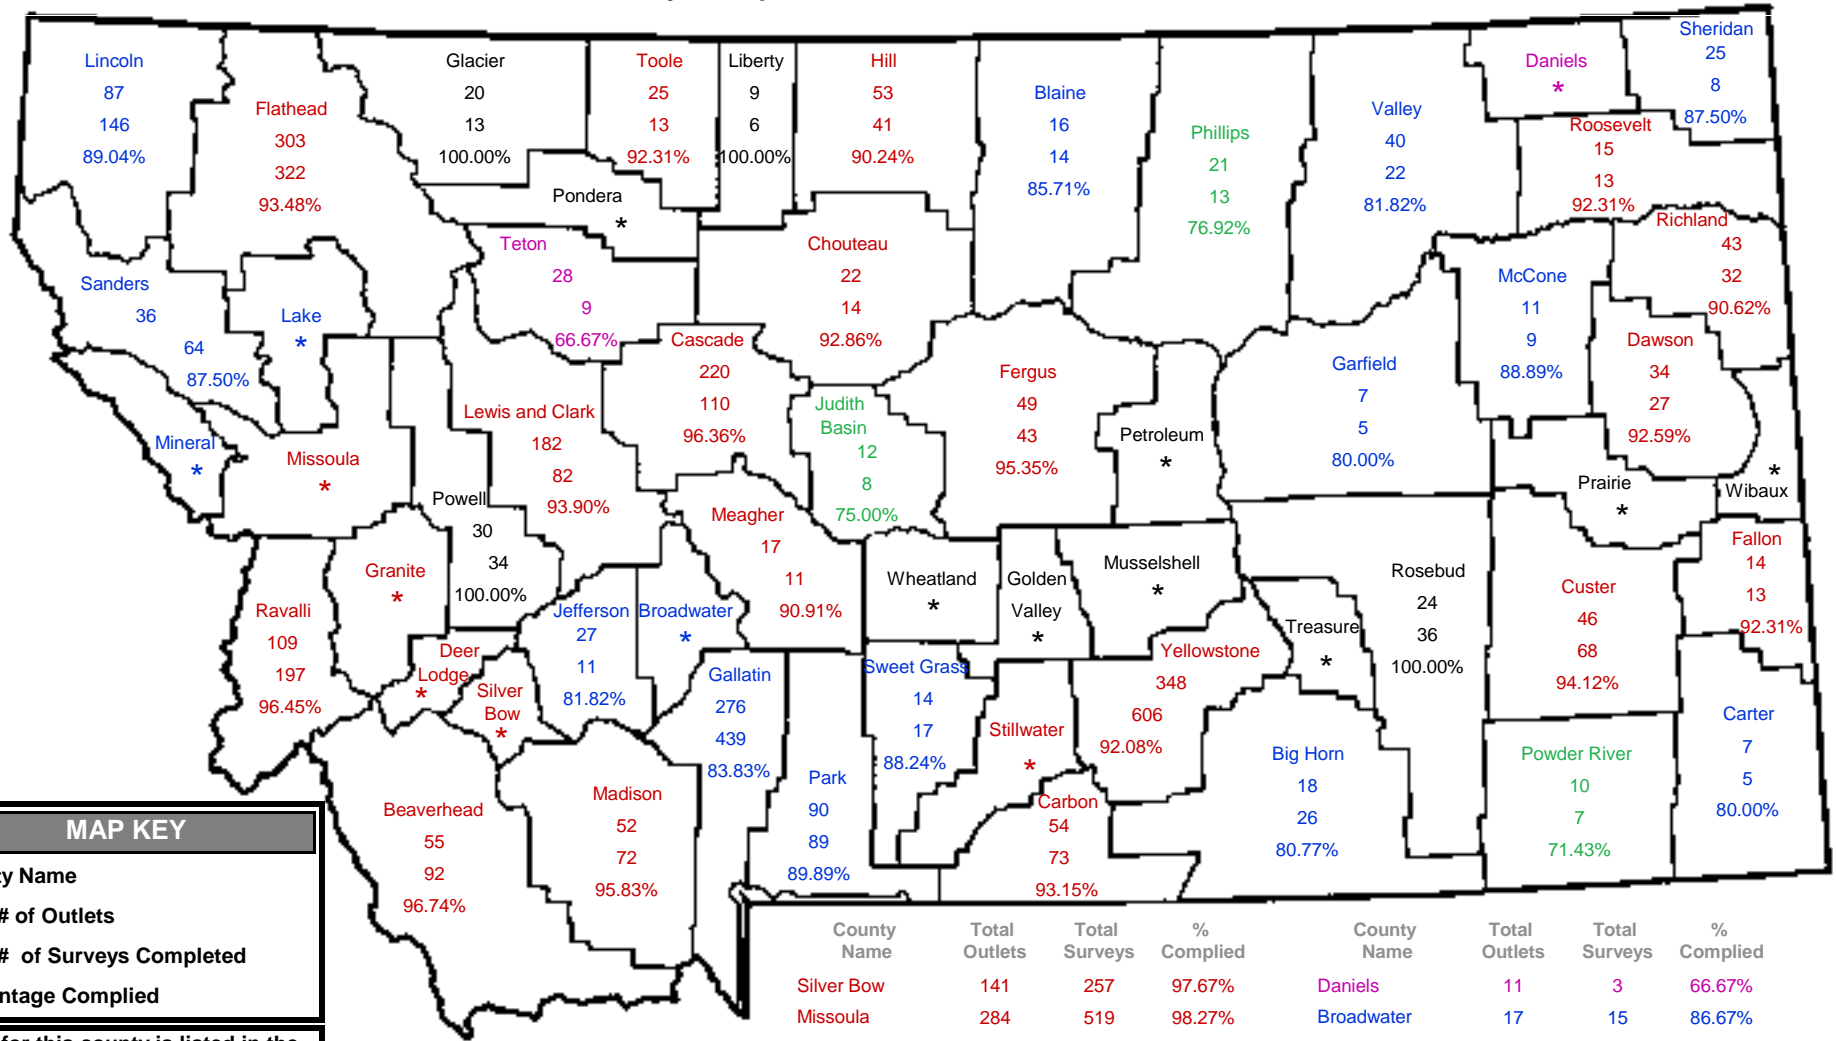 Lincoln
87
146
89.04%
Flathead
303
322
93.48%
Glacier
20
13
100.00%
Toole
25
13
92.31%
Liberty
9
6
100.00%
Hill
53
41
90.24%
Blaine
16
14
85.71%
Phillips
21
13
76.92%
Valley
40
22
81.82%
Daniels
*
Sheridan
25
8
87.50%
Roosevelt
15
13
92.31%
Richland
43
32
90.62%
Pondera
*
Teton
28
9
66.67%
Chouteau
22
14
92.86%
McCone
11
9
88.89%
Dawson
34
27
92.59%
Sanders
36
64
87.50%
Lake
*
Cascade
220
110
96.36%
Judith
Basin
12
8
75.00%
Fergus
49
43
95.35%
Petroleum
*
Garfield
7
5
80.00%
Mineral
*
Missoula
*
Powell
30
34
100.00%
Lewis and Clark
182
82
93.90%
Meagher
17
11
90.91%
Prairie
*
*
Wibaux
Wheatland
*
Golden
Valley
*
Musselshell
*
Rosebud
24
36
100.00%
Treasure
*
Custer
46
68
94.12%
Fallon
14
13
92.31%
Ravalli
109
197
96.45%
Granite
*
Deer
Lodge
*
Silver
Bow
*
Jefferson
27
11
81.82%
Broadwater
*
Gallatin
276
439
83.83%
Park
90
89
89.89%
Sweet Grass
14
17
88.24%
Stillwater
*
Yellowstone
348
606
92.08%
Carbon
54
73
93.15%
Big Horn
18
26
80.77%
Powder River
10
7
71.43%
Carter
7
5
80.00%
Beaverhead
55
92
96.74%
Madison
52
72
95.83%
MAP KEY
Name
# of Outlets
# of Surveys Completed
Complied
for this county is listed in the
County Name Total Outlets Total Surveys % Complied
Silver Bow 141 257 97.67%
Missoula 284 519 98.27%
County Name Total Outlets Total Surveys % Complied
Daniels 11 3 66.67%
Broadwater 17 15 86.67%